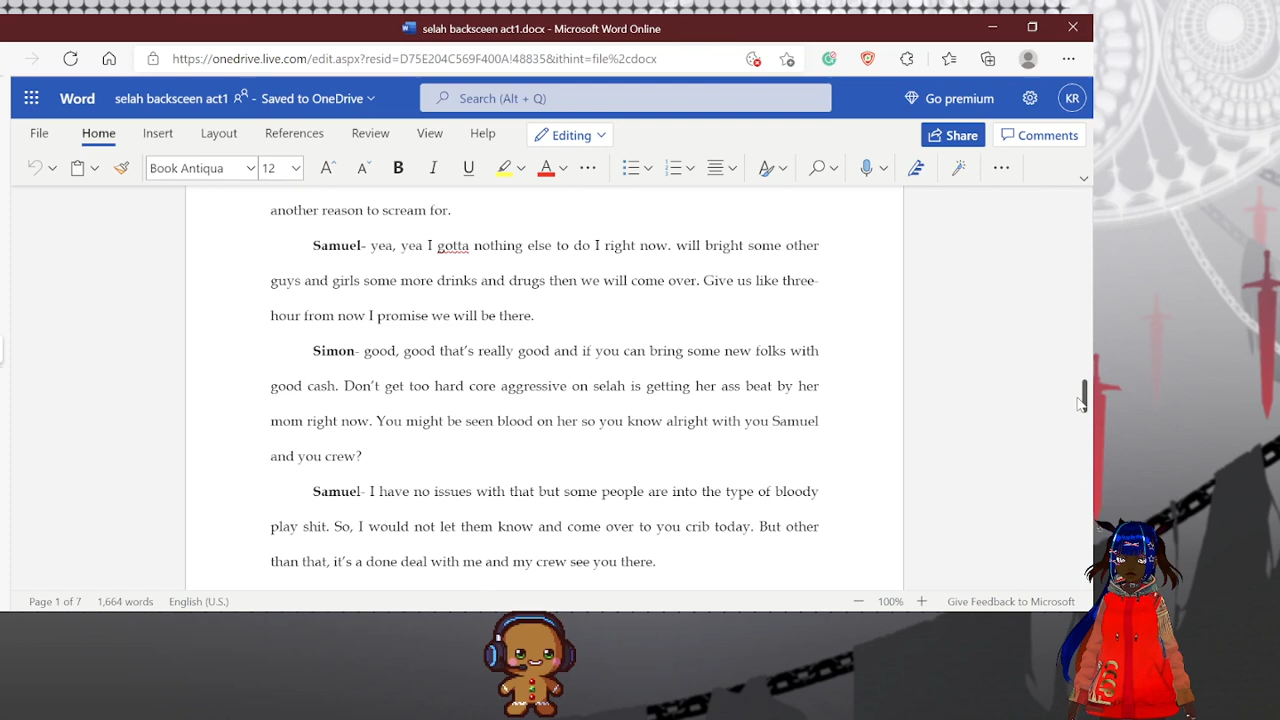 selah backsceen act1.docx - Microsoft Word Online
https://onedrive.live.com/edit.aspx?resid=D75E204C569F400A!48835&ithint=file%2cdocx
Word selah backsceen act1 - Saved to OneDrive Search (Alt + Q) Go premium KR
File Home Insert Layout References Review View Help Editing Share Comments
Book Antiqua 12 A A B I U A
another reason to scream for.
Samuel- yea, yea I gotta nothing else to do I right now. will bright some other
guys and girls some more drinks and drugs then we will come over. Give us like three-
hour from now I promise we will be there.
Simon- good, good that's really good and if you can bring some new folks with
good cash. Don't get too hard core aggressive on selah is getting her ass beat by her
mom right now. You might be seen blood on her so you know alright with you Samuel
and you crew?
Samuel- I have no issues with that but some people are into the type of bloody
play shit. So, I would not let them know and come over to you crib today. But other
than that, it's a done deal with me and my crew see you there.
Page 1 of 7 1,664 words English (U.S.) 100% Give Feedback to Microsoft